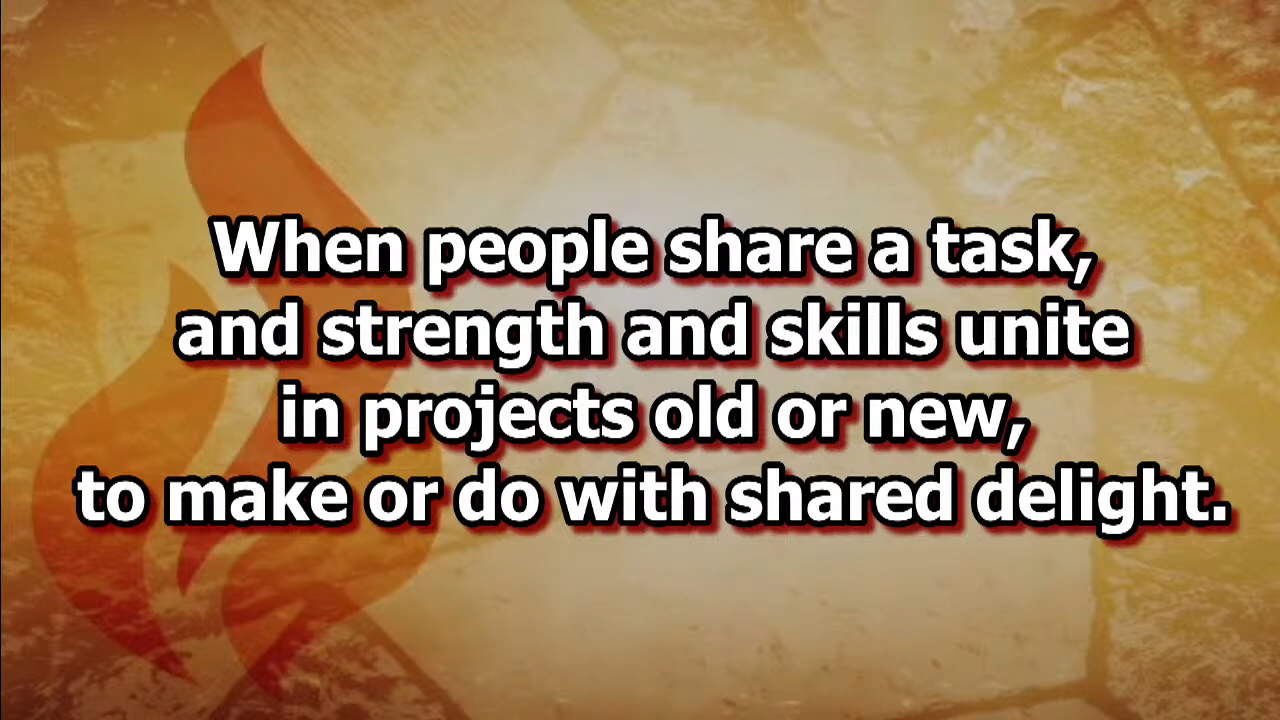 When people share a task,
and strength and skills unite
in projects old or new,
to make or do with shared delight.